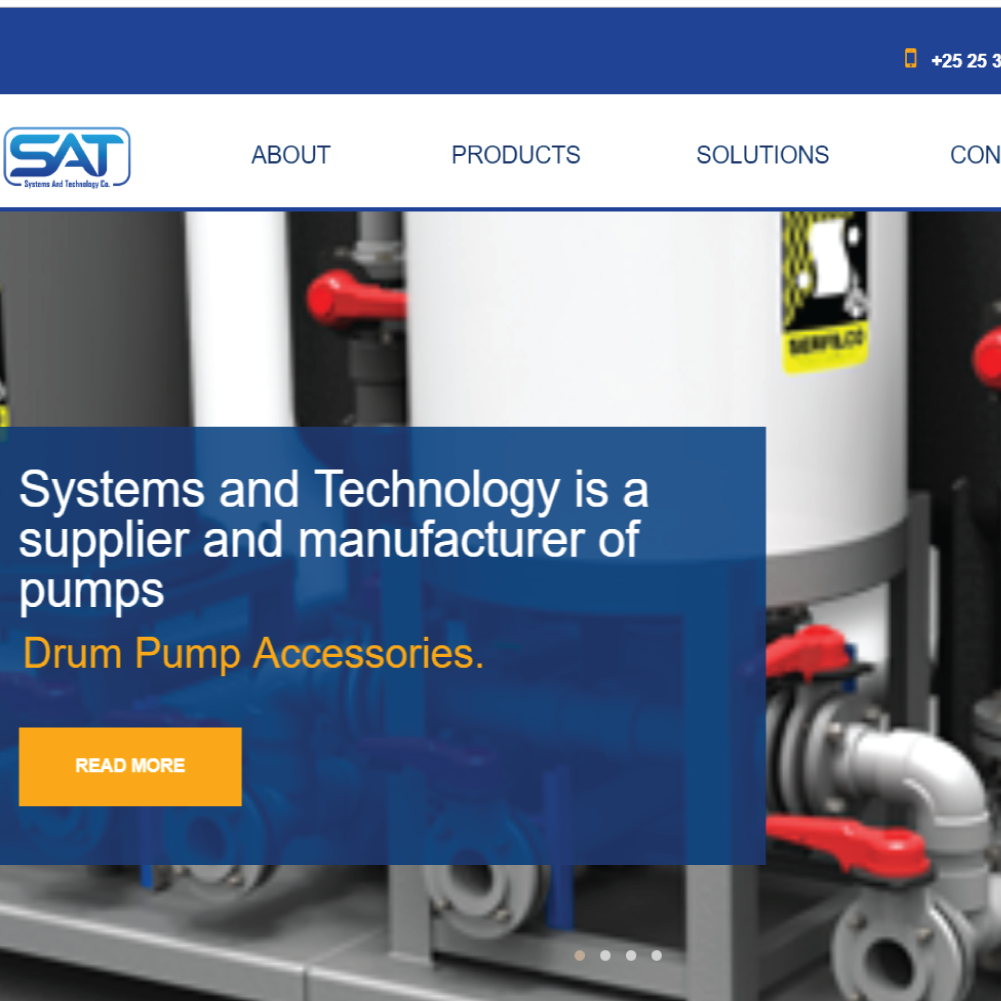 +25 25 3
SAT
Systems And Technology Co.
ABOUT
PRODUCTS
SOLUTIONS
CON
SERFILCO
Systems and Technology is a
supplier and manufacturer of
pumps
Drum Pump Accessories.
READ MORE